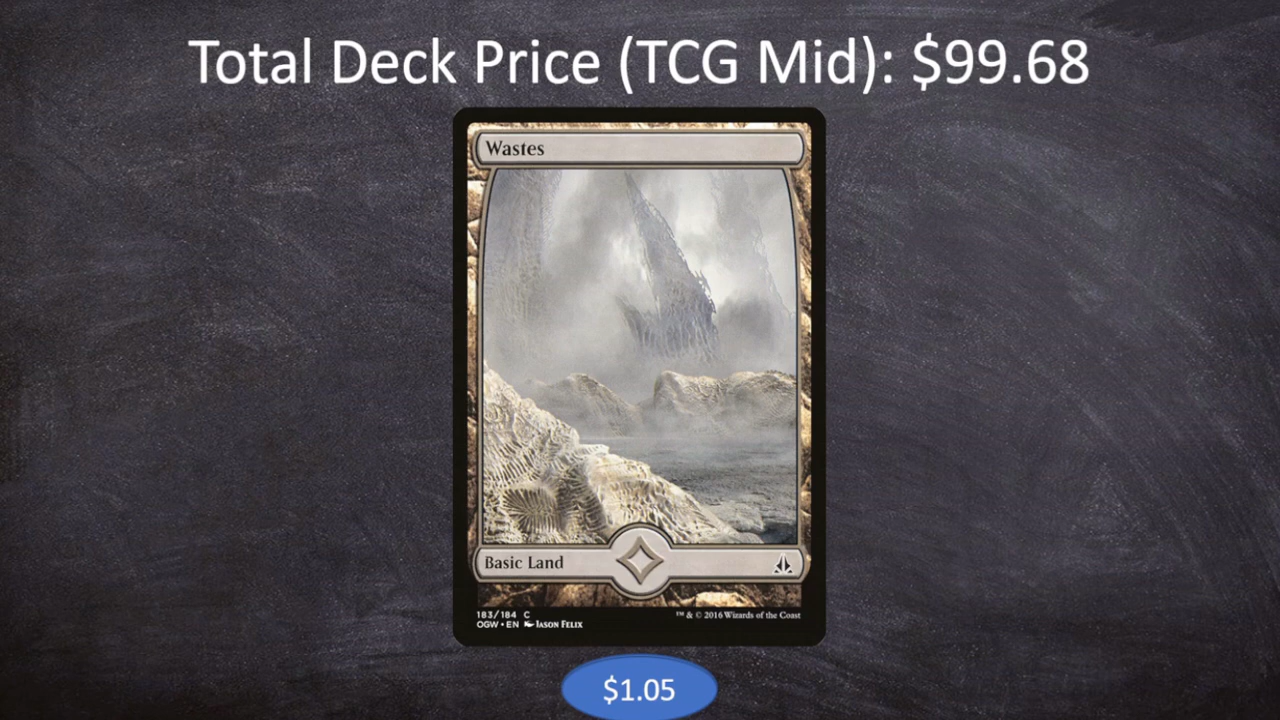 Total Deck Price (TCG Mid): $99.68
Wastes
Basic Land
183/184 C
OGW • EN Jason Felix
™ & © 2016 Wizards of the Coast
$1.05